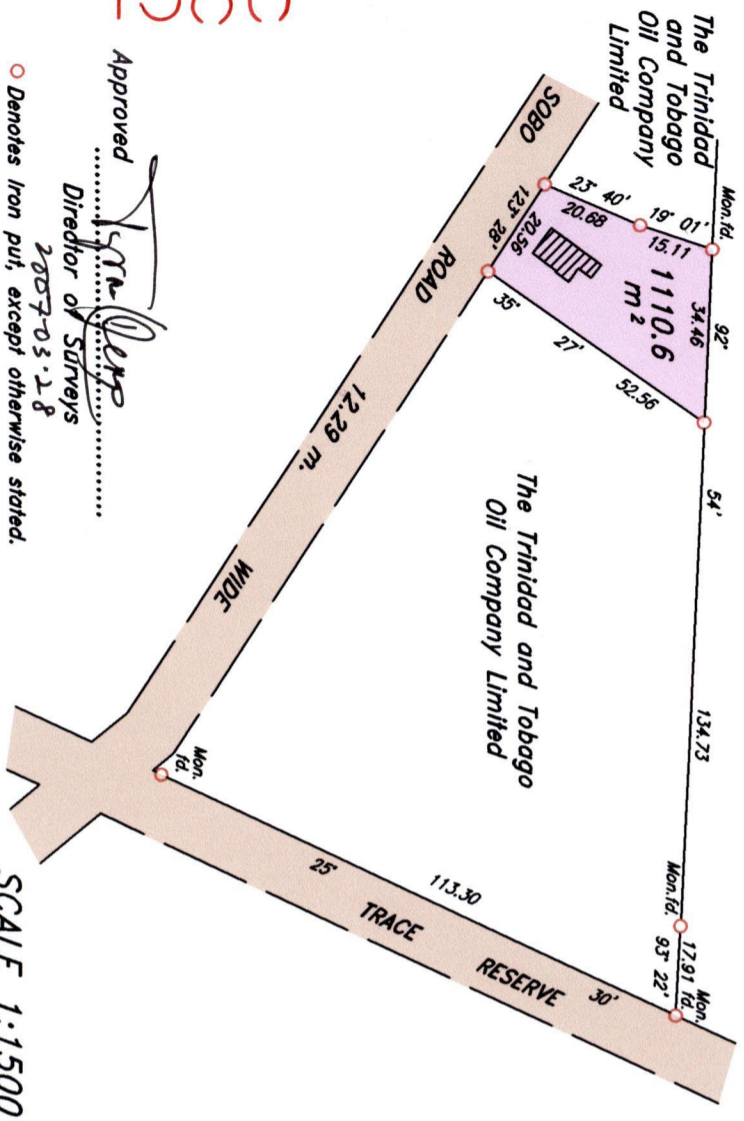 The Trinidad
and Tobago
Oil Company
Limited
Mon.fd.
92°
54'
34.46
134.73
Mon.fd.
17.91
Mon.
fd.
93° 22'
19° 01'
15.11
23° 40'
20.68
1110.6
m²
123° 28'
20.56
35°
27'
52.56
SOBO
ROAD
12.29 m.
WIDE
The Trinidad and Tobago
Oil Company Limited
Mon.
fd.
25°
113.30
30'
TRACE
RESERVE
Approved
Director of Surveys
2007-03-28
Denotes Iron put, except otherwise stated.
SCALE 1:1500